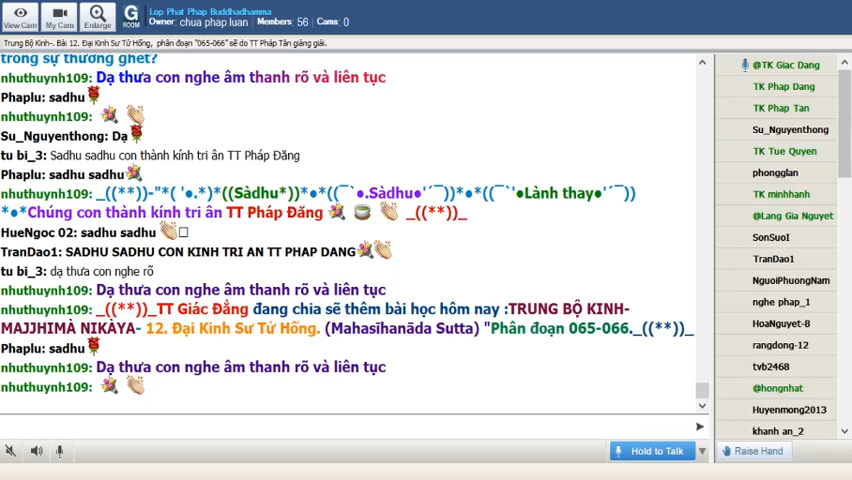 Lop Phat Phap Buddhadhamma
Owner: chua phap luan Members: 56 Cams: 0
View Cam My Cam Enlarge G ROOM
Trung Bộ Kinh-. Bài 12. Đại Kinh Sư Tử Hống, phân đoạn "065-066" sẽ do TT Pháp Tân giảng giải.
trong sự thương ghét?
nhuthuynh109: Dạ thưa con nghe âm thanh rõ và liên tục
Phaplu: sadhu
nhuthuynh109:
Su_Nguyenthong: Dạ
tu bi_3: Sadhu sadhu con thành kính tri ân TT Pháp Đăng
Phaplu: sadhu sadhu
nhuthuynh109: _((**))-"*( '●.*)*((Sàdhu*))*●*((¯`●.Sàdhu●'´¯))*●*((¯`'●Lành thay●'´¯))
*●*Chúng con thành kính tri ân TT Pháp Đăng _((**))_
HueNgoc 02: sadhu sadhu
TranDao1: SADHU SADHU CON KINH TRI AN TT PHAP DANG
tu bi_3: dạ thưa con nghe rõ
nhuthuynh109: Dạ thưa con nghe âm thanh rõ và liên tục
nhuthuynh109: _((**))_TT Giác Đẳng đang chia sẽ thêm bài học hôm nay :TRUNG BỘ KINH-
MAJJHIMÀ NIKÀYA- 12. Đại Kinh Sư Tử Hống. (Mahasīhanāda Sutta) "Phân đoạn 065-066._((**))_
Phaplu: sadhu
nhuthuynh109: Dạ thưa con nghe âm thanh rõ và liên tục
nhuthuynh109:
Hold to Talk
@TK Giac Dang
TK Phap Dang
TK Phap Tan
Su_Nguyenthong
TK Tue Quyen
phongglan
TK minhhanh
@Lang Gia Nguyet
SonSuoI
TranDao1
NguoiPhuongNam
nghe phap_1
HoaNguyet-8
rangdong-12
tvb2468
@hongnhat
Huyenmong2013
khanh an_2
Raise Hand